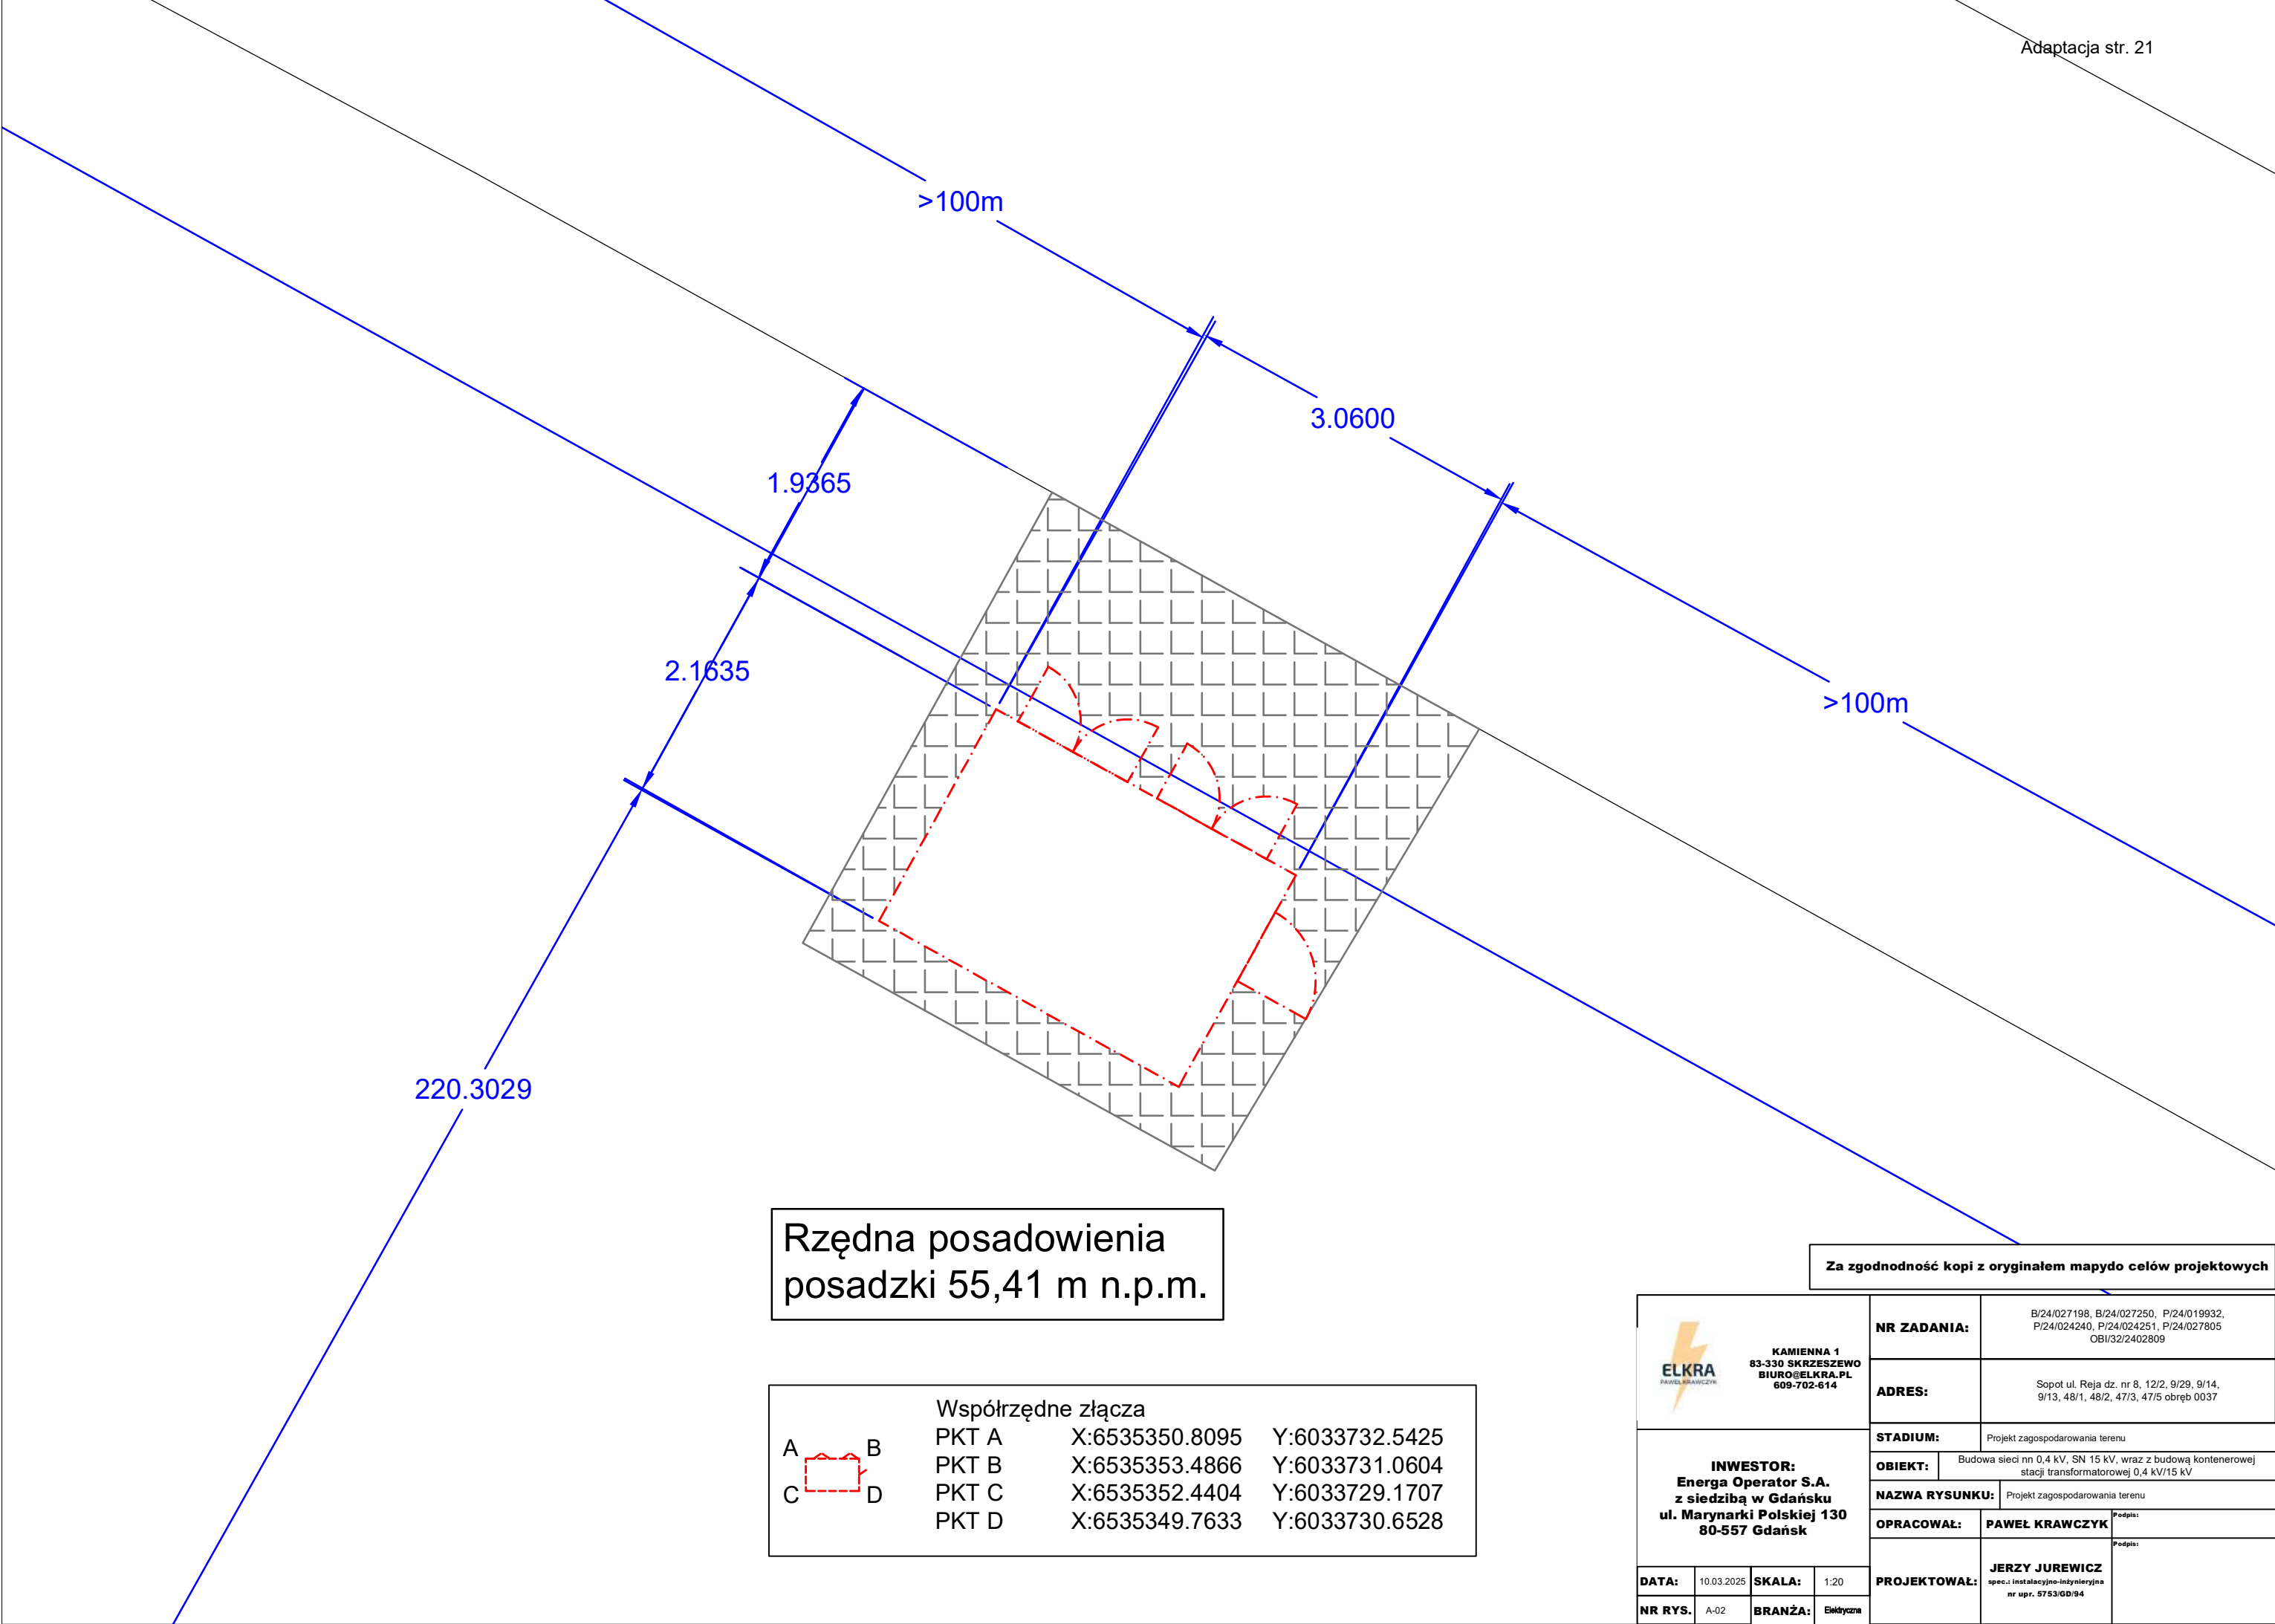 Adaptacja str. 21
>100m
3.0600
1.9365
2.1635
>100m
220.3029
Rzędna posadowienia
posadzki 55,41 m n.p.m.
Współrzędne złącza
A B
C D
PKT A X:6535350.8095 Y:6033732.5425
PKT B X:6535353.4866 Y:6033731.0604
PKT C X:6535352.4404 Y:6033729.1707
PKT D X:6535349.7633 Y:6033730.6528
Za zgodnodność kopi z oryginałem mapydo celów projektowych
ELKRA
PAWEŁ KRAWCZYK
KAMIENNA 1
83-330 SKRZESZEWO
BIURO@ELKRA.PL
609-702-614
NR ZADANIA:
B/24/027198, B/24/027250, P/24/019932,
P/24/024240, P/24/024251, P/24/027805
OBI/32/2402809
ADRES:
Sopot ul. Reja dz. nr 8, 12/2, 9/29, 9/14,
9/13, 48/1, 48/2, 47/3, 47/5 obręb 0037
STADIUM: Projekt zagospodarowania terenu
INWESTOR:
Energa Operator S.A.
z siedzibą w Gdańsku
ul. Marynarki Polskiej 130
80-557 Gdańsk
OBIEKT:
Budowa sieci nn 0,4 kV, SN 15 kV, wraz z budową kontenerowej
stacji transformatorowej 0,4 kV/15 kV
NAZWA RYSUNKU: Projekt zagospodarowania terenu
OPRACOWAŁ: PAWEŁ KRAWCZYK Podpis:
PROJEKTOWAŁ:
JERZY JUREWICZ
spec.: instalacyjno-inżynieryjna
nr upr. 5753/GD/94
Podpis:
DATA: 10.03.2025 SKALA: 1:20
NR RYS. A-02 BRANŻA: Elektryczna